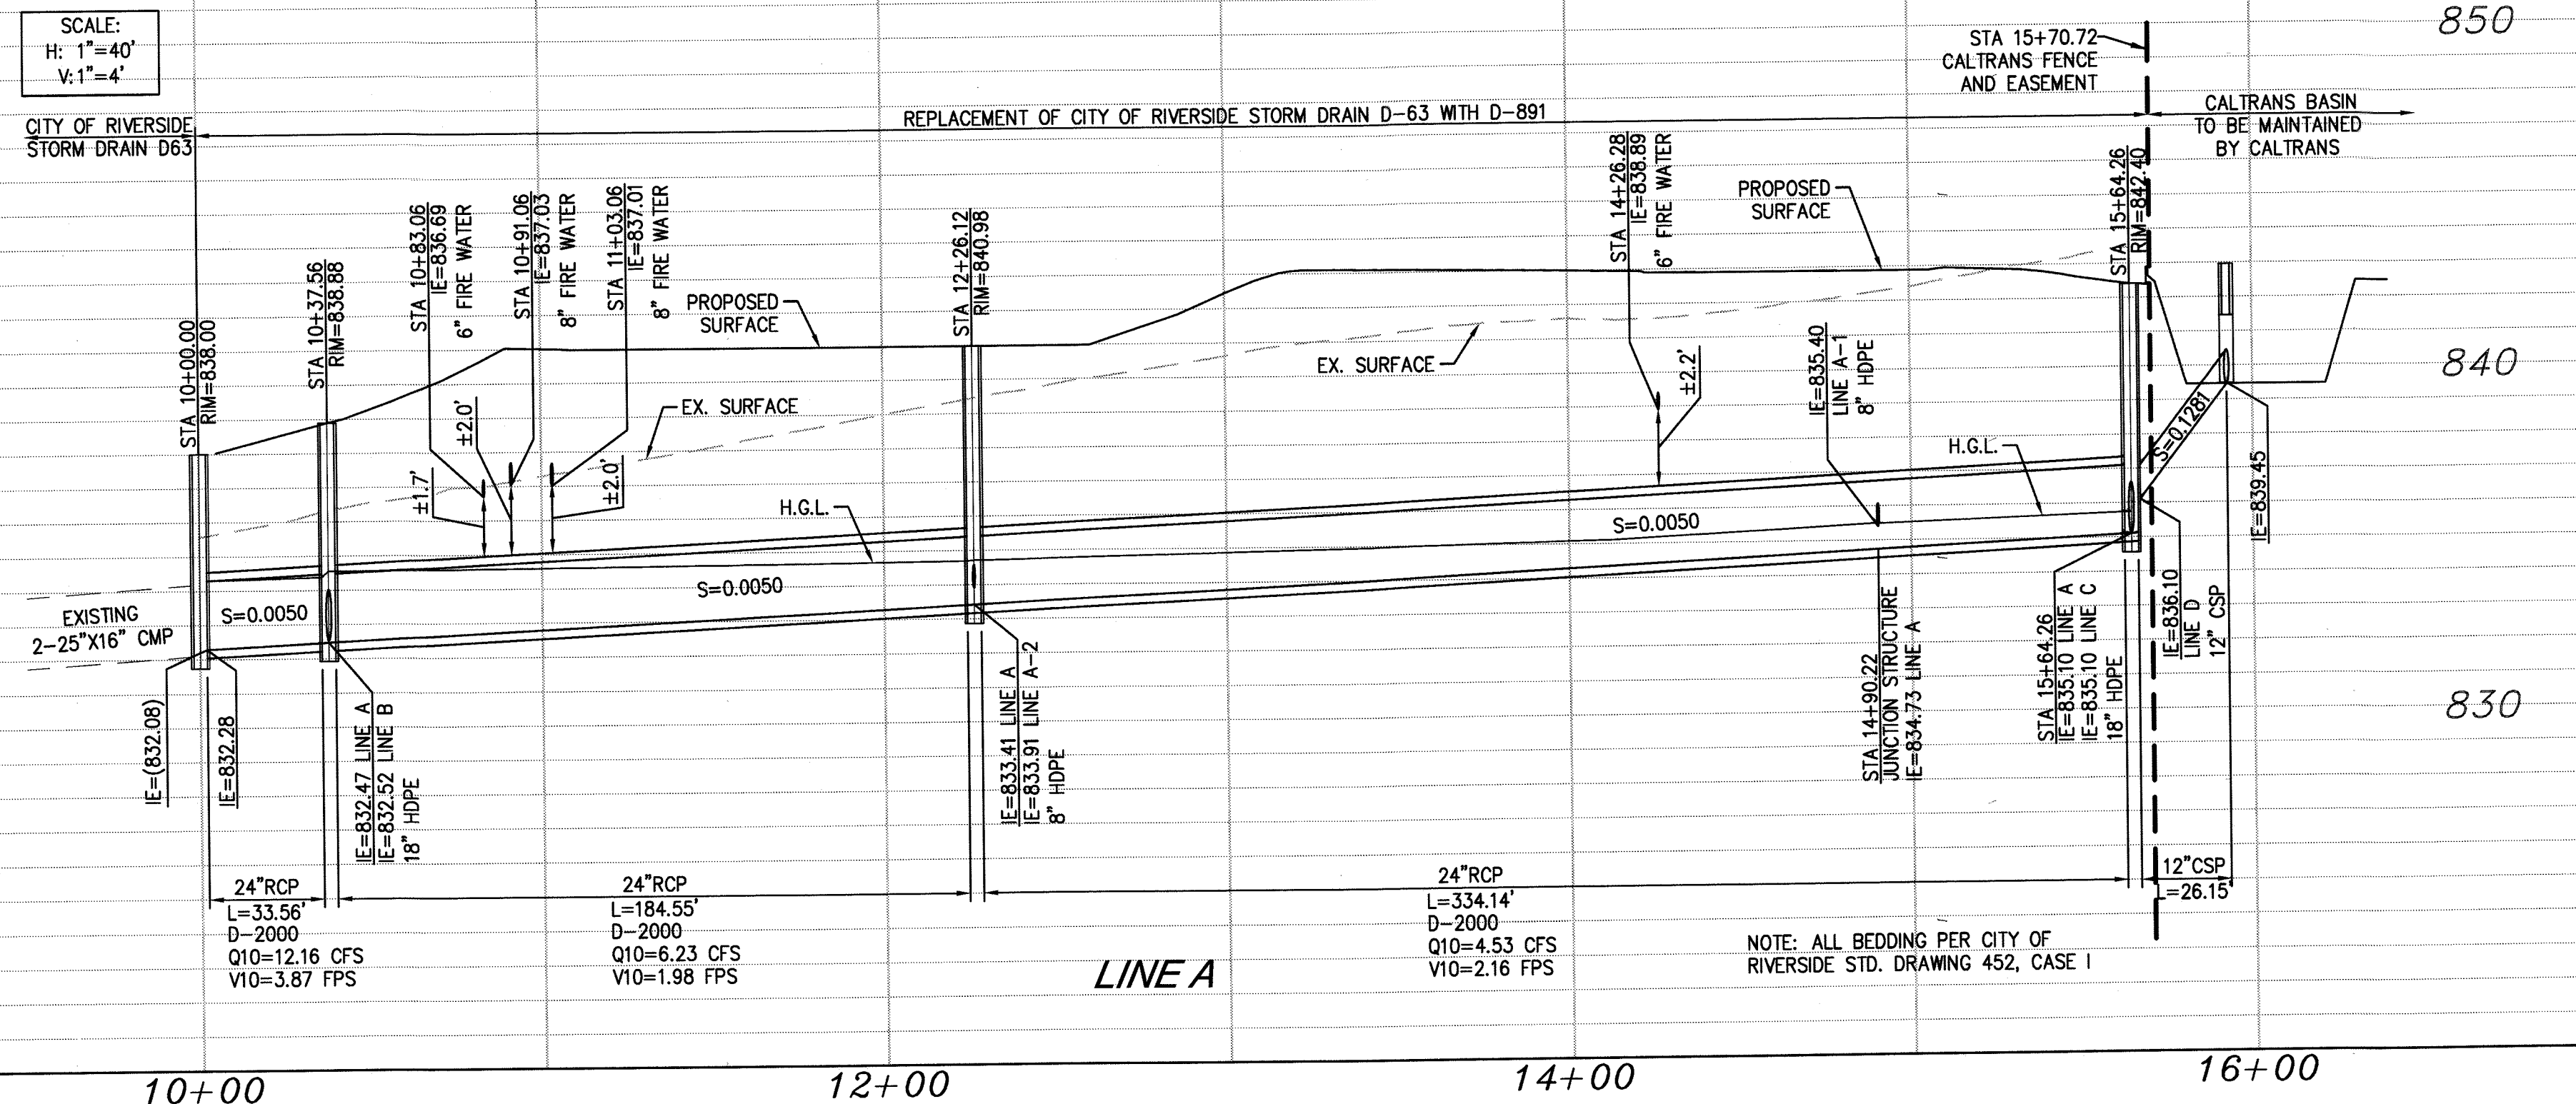 SCALE:
H: 1"=40'
V:1"=4'
CITY OF RIVERSIDE
STORM DRAIN D63
REPLACEMENT OF CITY OF RIVERSIDE STORM DRAIN D-63 WITH D-891
STA 15+70.72
CALTRANS FENCE
AND EASEMENT
CALTRANS BASIN
TO BE MAINTAINED
BY CALTRANS
850
840
830
STA 10+00.00
RIM=838.00
STA 10+37.56
RIM=838.88
STA 10+83.06
IE=836.69
6" FIRE WATER
STA 10+91.06
IE=837.03
8" FIRE WATER
STA 11+03.06
IE=837.01
8" FIRE WATER
PROPOSED
SURFACE
STA 12+26.12
RIM=840.98
STA 14+26.28
IE=838.89
6" FIRE WATER
PROPOSED
SURFACE
STA 15+64.26
RIM=842.40
±1.7'
±2.0'
±2.0'
EX. SURFACE
H.G.L.
EX. SURFACE
±2.2'
IE=835.40
LINE A-1
8" HDPE
H.G.L.
S=0.1281
IE=839.45
EXISTING
2-25"X16" CMP
S=0.0050
S=0.0050
S=0.0050
IE=(832.08)
IE=832.28
IE=832.47 LINE A
IE=832.52 LINE B
18" HDPE
IE=833.41 LINE A
IE=833.91 LINE A-2
8" HDPE
STA 14+90.22
JUNCTION STRUCTURE
IE=834.73 LINE A
STA 15+64.26
IE=835.10 LINE A
IE=835.10 LINE C
18" HDPE
IE=836.10
LINE D
12" CSP
24"RCP
L=33.56'
D-2000
Q10=12.16 CFS
V10=3.87 FPS
24"RCP
L=184.55'
D-2000
Q10=6.23 CFS
V10=1.98 FPS
24"RCP
L=334.14'
D-2000
Q10=4.53 CFS
V10=2.16 FPS
12"CSP
L=26.15'
LINE A
NOTE: ALL BEDDING PER CITY OF
RIVERSIDE STD. DRAWING 452, CASE I
10+00
12+00
14+00
16+00